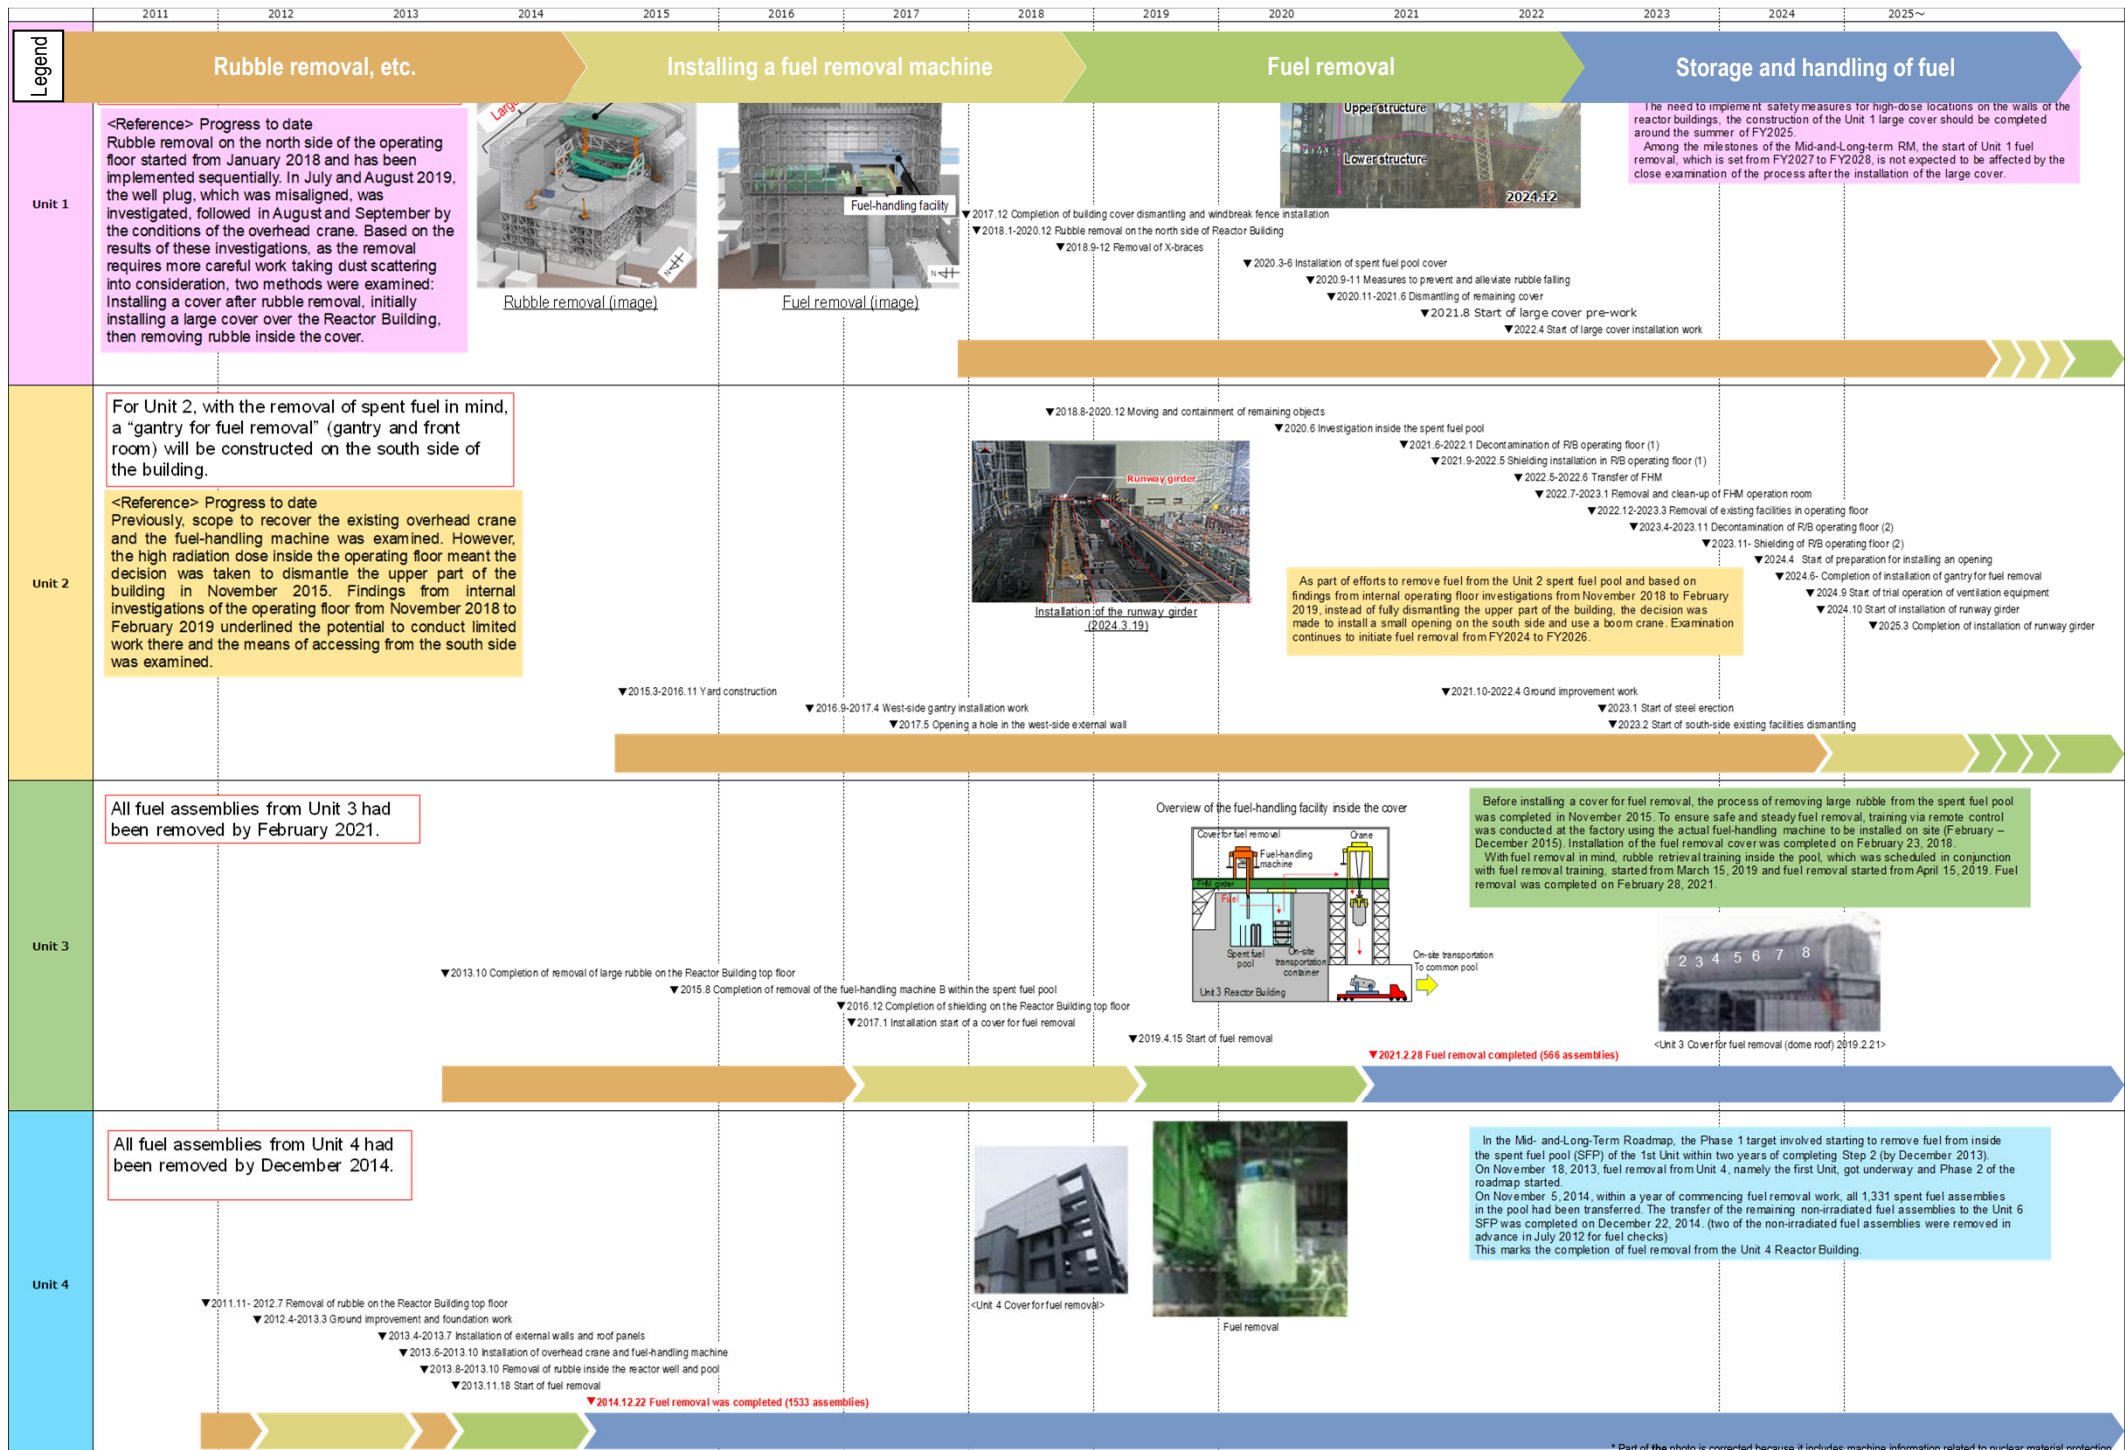 2011 2012 2013 2014 2015 2016 2017 2018 2019 2020 2021 2022 2023 2024 2025～
Legend
Rubble removal, etc.
Installing a fuel removal machine
Fuel removal
Storage and handling of fuel
Unit 1
<Reference> Progress to date
Rubble removal on the north side of the operating
floor started from January 2018 and has been
implemented sequentially. In July and August 2019,
the well plug, which was misaligned, was
investigated, followed in August and September by
the conditions of the overhead crane. Based on the
results of these investigations, as the removal
requires more careful work taking dust scattering
into consideration, two methods were examined:
Installing a cover after rubble removal, initially
installing a large cover over the Reactor Building,
then removing rubble inside the cover.
Rubble removal (image)
Fuel-handling facility
N
N
Fuel removal (image)
Upper structure
Lower structure
2024.12
The need to implement safety measures for high-dose locations on the walls of the
reactor buildings, the construction of the Unit 1 large cover should be completed
around the summer of FY2025.
Among the milestones of the Mid-and-Long-term RM, the start of Unit 1 fuel
removal, which is set from FY2027 to FY2028, is not expected to be affected by the
close examination of the process after the installation of the large cover.
▼2017.12 Completion of building cover dismantling and windbreak fence installation
▼2018.1-2020.12 Rubble removal on the north side of Reactor Building
▼2018.9-12 Removal of X-braces
▼2020.3-6 Installation of spent fuel pool cover
▼2020.9-11 Measures to prevent and alleviate rubble falling
▼2020.11-2021.6 Dismantling of remaining cover
▼2021.8 Start of large cover pre-work
▼2022.4 Start of large cover installation work
Unit 2
For Unit 2, with the removal of spent fuel in mind,
a “gantry for fuel removal” (gantry and front
room) will be constructed on the south side of
the building.
<Reference> Progress to date
Previously, scope to recover the existing overhead crane
and the fuel-handling machine was examined. However,
the high radiation dose inside the operating floor meant the
decision was taken to dismantle the upper part of the
building in November 2015. Findings from internal
investigations of the operating floor from November 2018 to
February 2019 underlined the potential to conduct limited
work there and the means of accessing from the south side
was examined.
Runway girder
Installation of the runway girder
(2024.3.19)
▼2018.8-2020.12 Moving and containment of remaining objects
▼2020.6 Investigation inside the spent fuel pool
▼2021.6-2022.1 Decontamination of R/B operating floor (1)
▼2021.9-2022.5 Shielding installation in R/B operating floor (1)
▼2022.5-2022.6 Transfer of FHM
▼2022.7-2023.1 Removal and clean-up of FHM operation room
▼2022.12-2023.3 Removal of existing facilities in operating floor
▼2023.4-2023.11 Decontamination of R/B operating floor (2)
▼2023.11- Shielding of R/B operating floor (2)
▼2024.4 Start of preparation for installing an opening
▼2024.6- Completion of installation of gantry for fuel removal
▼2024.9 Start of trial operation of ventilation equipment
▼2024.10 Start of installation of runway girder
▼2025.3 Completion of installation of runway girder
As part of efforts to remove fuel from the Unit 2 spent fuel pool and based on
findings from internal operating floor investigations from November 2018 to February
2019, instead of fully dismantling the upper part of the building, the decision was
made to install a small opening on the south side and use a boom crane. Examination
continues to initiate fuel removal from FY2024 to FY2026.
▼2015.3-2016.11 Yard construction
▼2016.9-2017.4 West-side gantry installation work
▼2017.5 Opening a hole in the west-side external wall
▼2021.10-2022.4 Ground improvement work
▼2023.1 Start of steel erection
▼2023.2 Start of south-side existing facilities dismantling
Unit 3
All fuel assemblies from Unit 3 had
been removed by February 2021.
Overview of the fuel-handling facility inside the cover
Cover for fuel removal
Crane
Fuel-handling
machine
FHM girder
Fuel
Spent fuel
pool
On-site
transportation
container
Unit 3 Reactor Building
On-site transportation
To common pool
Before installing a cover for fuel removal, the process of removing large rubble from the spent fuel pool
was completed in November 2015. To ensure safe and steady fuel removal, training via remote control
was conducted at the factory using the actual fuel-handling machine to be installed on site (February –
December 2015). Installation of the fuel removal cover was completed on February 23, 2018.
With fuel removal in mind, rubble retrieval training inside the pool, which was scheduled in conjunction
with fuel removal training, started from March 15, 2019 and fuel removal started from April 15, 2019. Fuel
removal was completed on February 28, 2021.
2 3 4 5 6 7 8
<Unit 3 Cover for fuel removal (dome roof) 2019.2.21>
▼2013.10 Completion of removal of large rubble on the Reactor Building top floor
▼2015.8 Completion of removal of the fuel-handling machine B within the spent fuel pool
▼2016.12 Completion of shielding on the Reactor Building top floor
▼2017.1 Installation start of a cover for fuel removal
▼2019.4.15 Start of fuel removal
▼2021.2.28 Fuel removal completed (566 assemblies)
Unit 4
All fuel assemblies from Unit 4 had
been removed by December 2014.
<Unit 4 Cover for fuel removal>
Fuel removal
In the Mid- and-Long-Term Roadmap, the Phase 1 target involved starting to remove fuel from inside
the spent fuel pool (SFP) of the 1st Unit within two years of completing Step 2 (by December 2013).
On November 18, 2013, fuel removal from Unit 4, namely the first Unit, got underway and Phase 2 of the
roadmap started.
On November 5, 2014, within a year of commencing fuel removal work, all 1,331 spent fuel assemblies
in the pool had been transferred. The transfer of the remaining non-irradiated fuel assemblies to the Unit 6
SFP was completed on December 22, 2014. (two of the non-irradiated fuel assemblies were removed in
advance in July 2012 for fuel checks)
This marks the completion of fuel removal from the Unit 4 Reactor Building.
▼2011.11- 2012.7 Removal of rubble on the Reactor Building top floor
▼2012.4-2013.3 Ground improvement and foundation work
▼2013.4-2013.7 Installation of external walls and roof panels
▼2013.6-2013.10 Installation of overhead crane and fuel-handling machine
▼2013.8-2013.10 Removal of rubble inside the reactor well and pool
▼2013.11.18 Start of fuel removal
▼2014.12.22 Fuel removal was completed (1533 assemblies)
* Part of the photo is corrected because it includes machine information related to nuclear material protection.